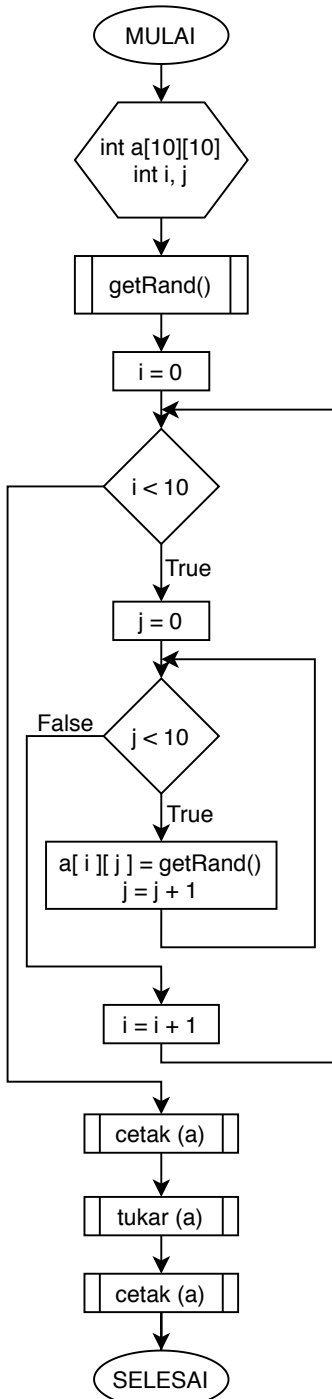 MULAI
int a[10][10]
int i, j
getRand()
i = 0
i < 10
True
j = 0
False
j < 10
True
a[ i ][ j ] = getRand()
j = j + 1
i = i + 1
cetak (a)
tukar (a)
cetak (a)
SELESAI